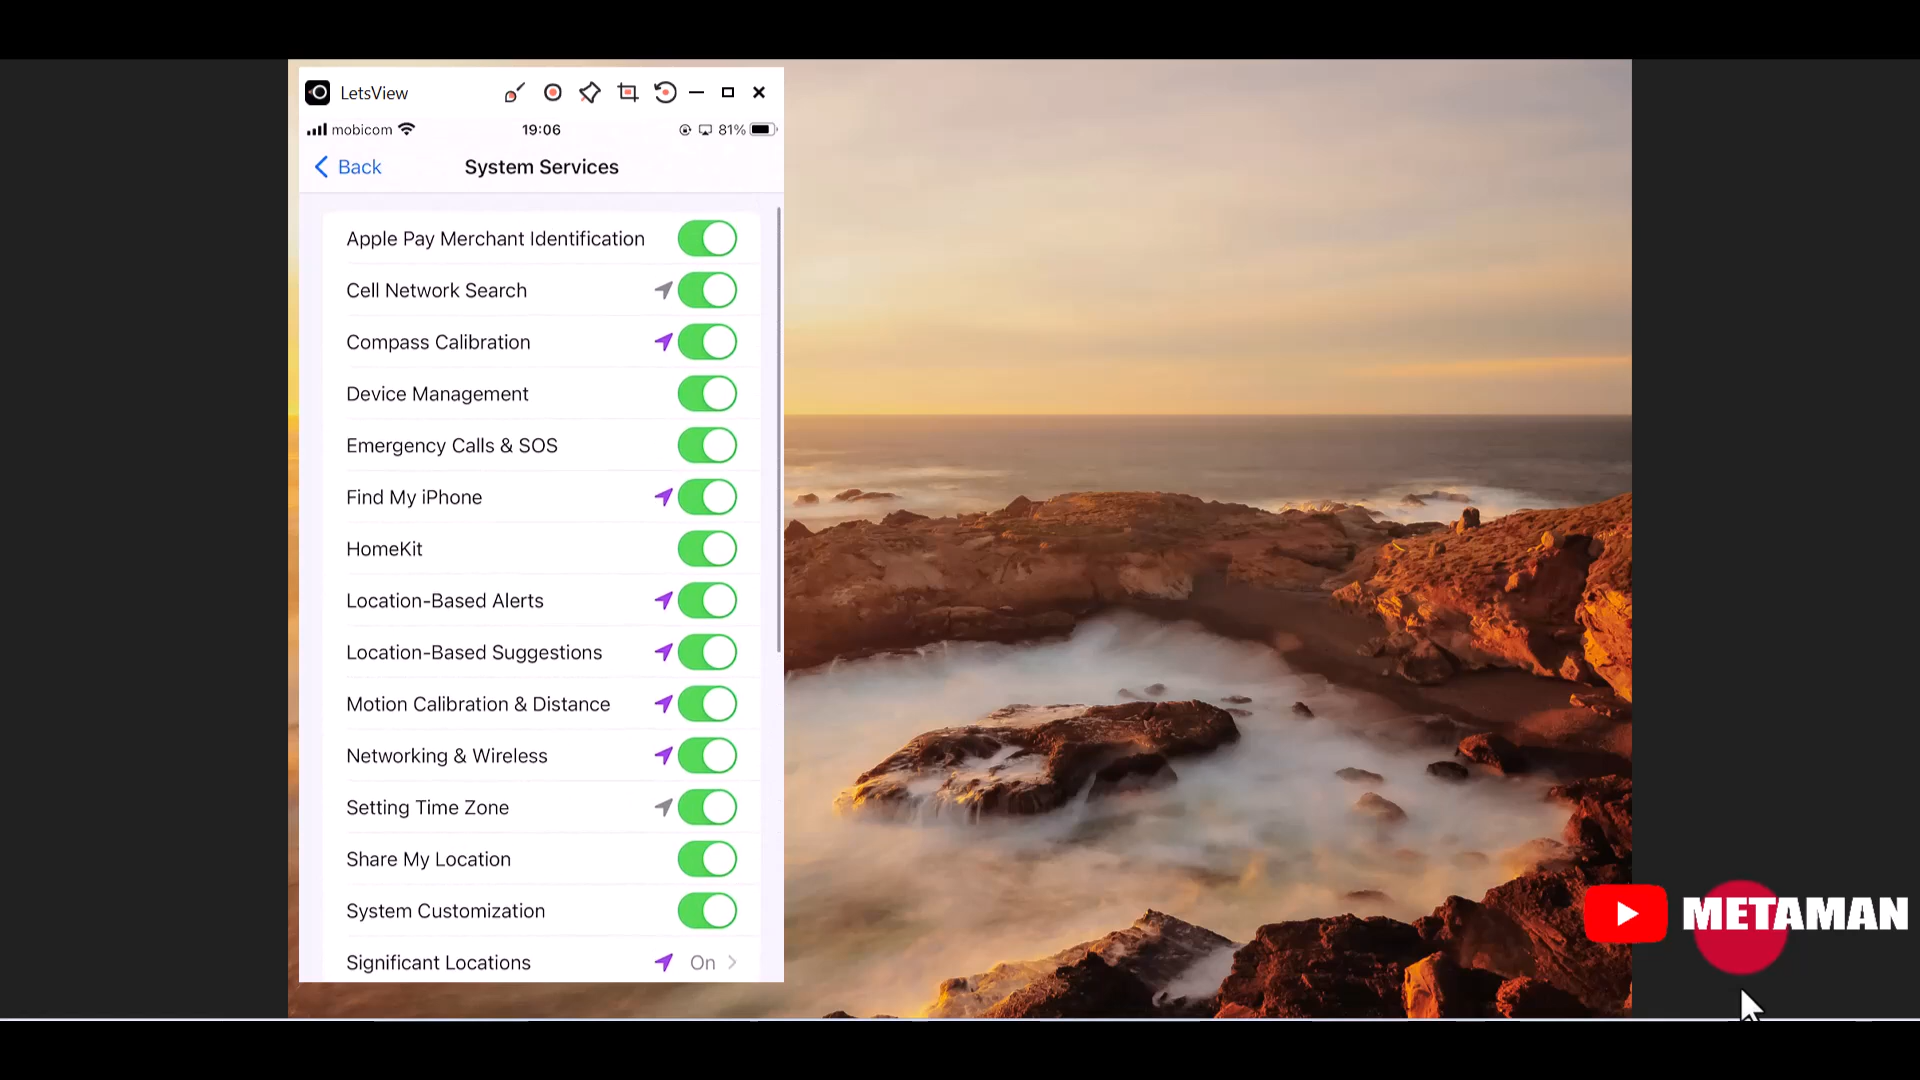 LetsView
mobicom 19:06 81%
Back System Services
Apple Pay Merchant Identification
Cell Network Search
Compass Calibration
Device Management
Emergency Calls & SOS
Find My iPhone
HomeKit
Location-Based Alerts
Location-Based Suggestions
Motion Calibration & Distance
Networking & Wireless
Setting Time Zone
Share My Location
System Customization
Significant Locations On
METAMAN